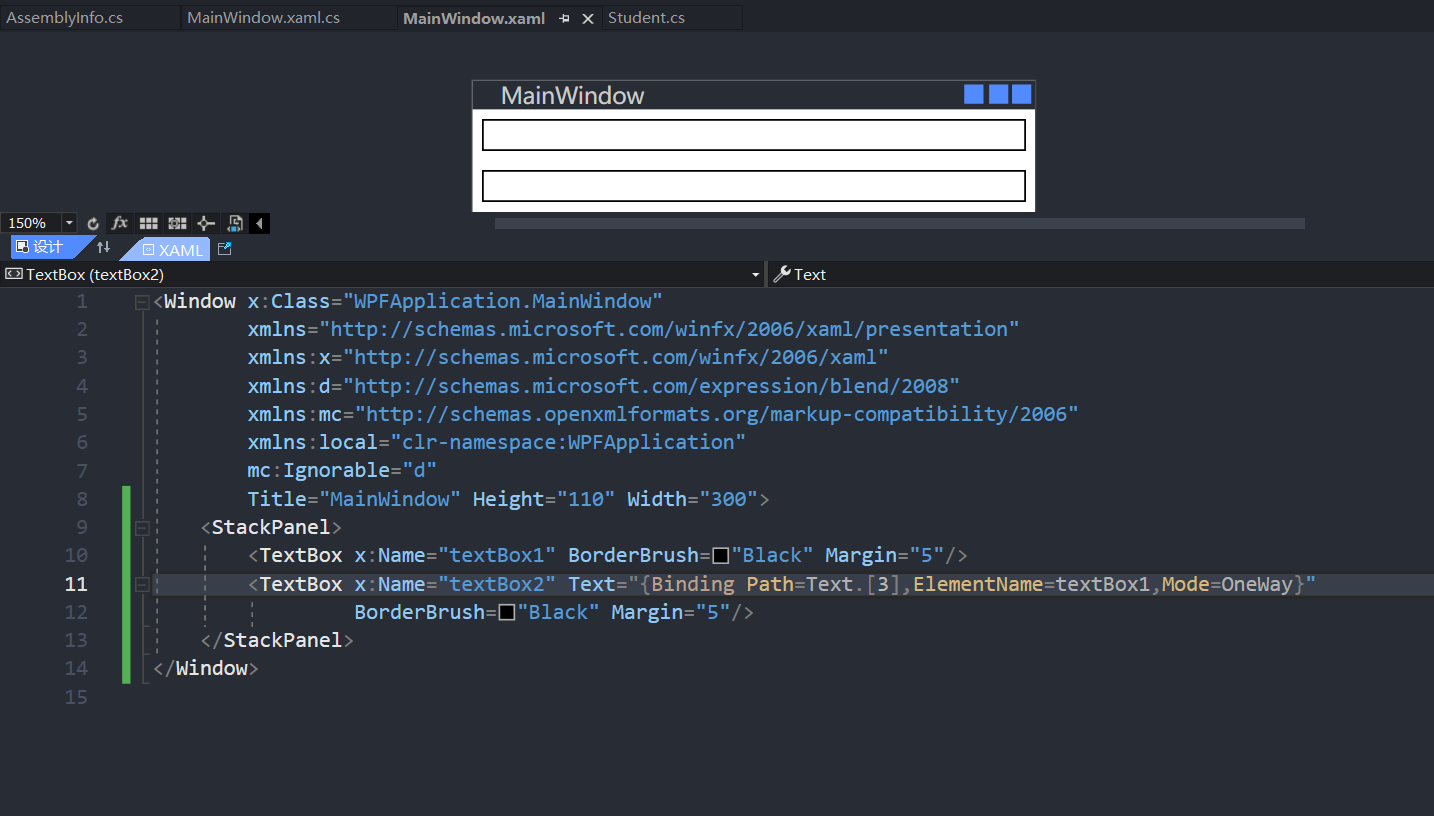 AssemblyInfo.cs MainWindow.xaml.cs MainWindow.xaml Student.cs
MainWindow
150% fx
设计 XAML
TextBox (textBox2) Text
1 <Window x:Class="WPFApplication.MainWindow"
2 xmlns="http://schemas.microsoft.com/winfx/2006/xaml/presentation"
3 xmlns:x="http://schemas.microsoft.com/winfx/2006/xaml"
4 xmlns:d="http://schemas.microsoft.com/expression/blend/2008"
5 xmlns:mc="http://schemas.openxmlformats.org/markup-compatibility/2006"
6 xmlns:local="clr-namespace:WPFApplication"
7 mc:Ignorable="d"
8 Title="MainWindow" Height="110" Width="300">
9 <StackPanel>
10 <TextBox x:Name="textBox1" BorderBrush="Black" Margin="5"/>
11 <TextBox x:Name="textBox2" Text="{Binding Path=Text.[3],ElementName=textBox1,Mode=OneWay}"
12 BorderBrush="Black" Margin="5"/>
13 </StackPanel>
14 </Window>
15